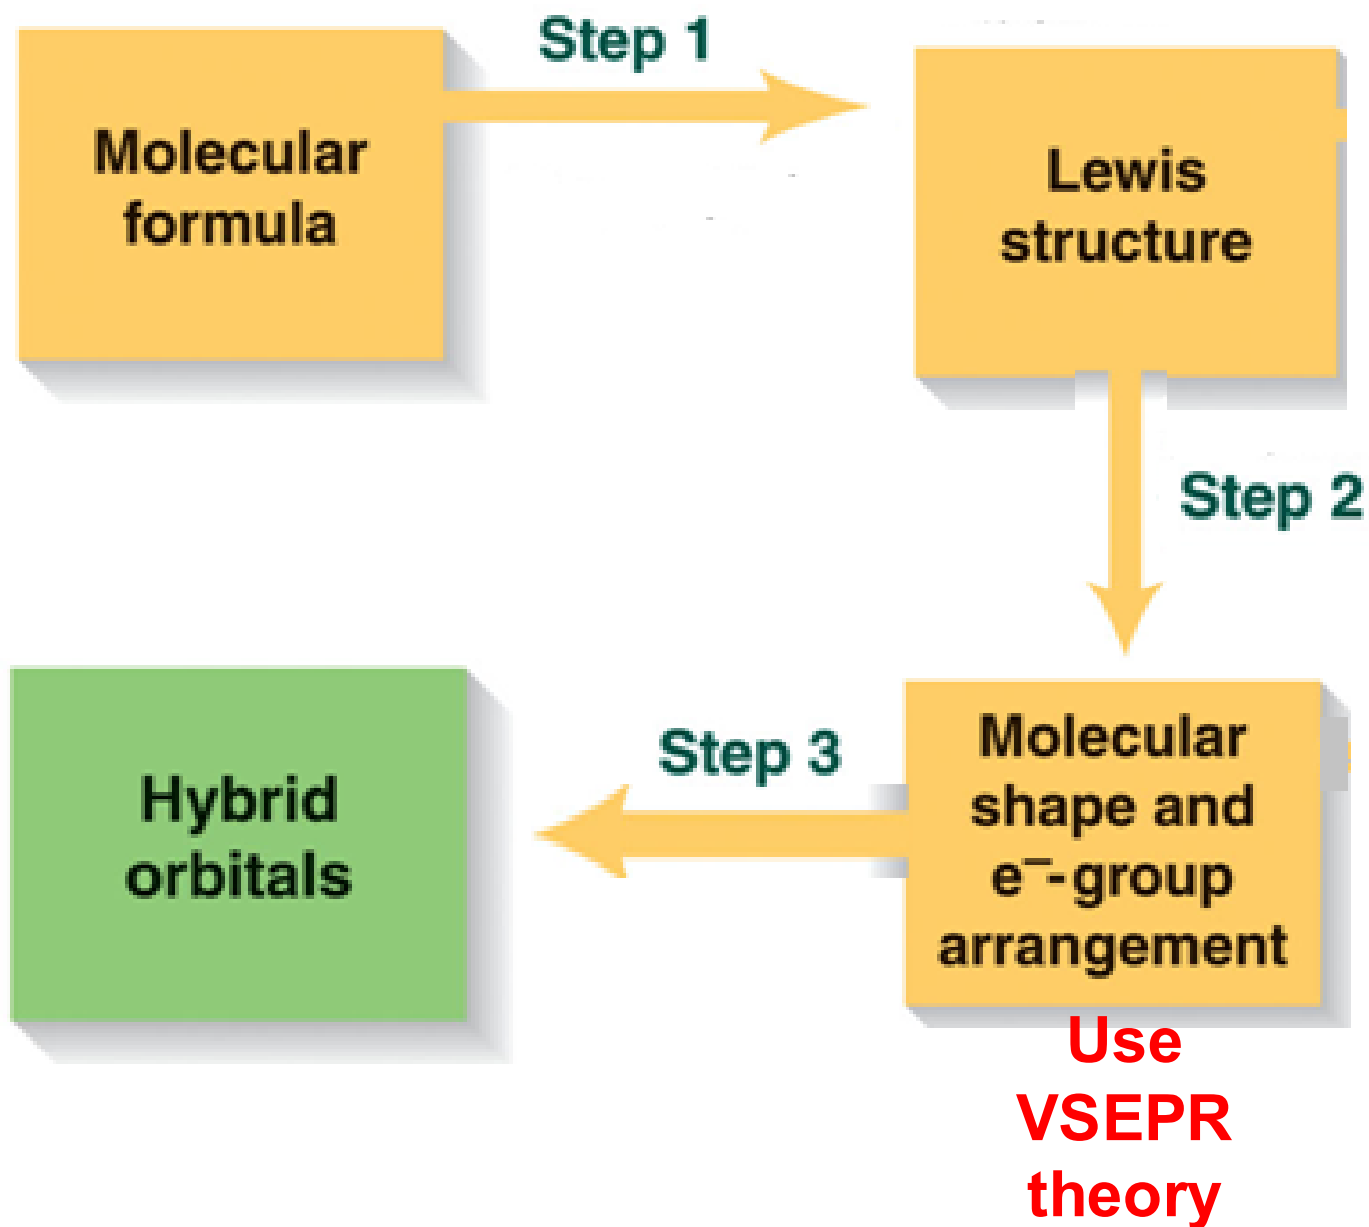 Step 1
Molecular
formula
Lewis
structure
Step 2
Molecular
shape and
e⁻-group
arrangement
Use
VSEPR
theory
Step 3
Hybrid
orbitals